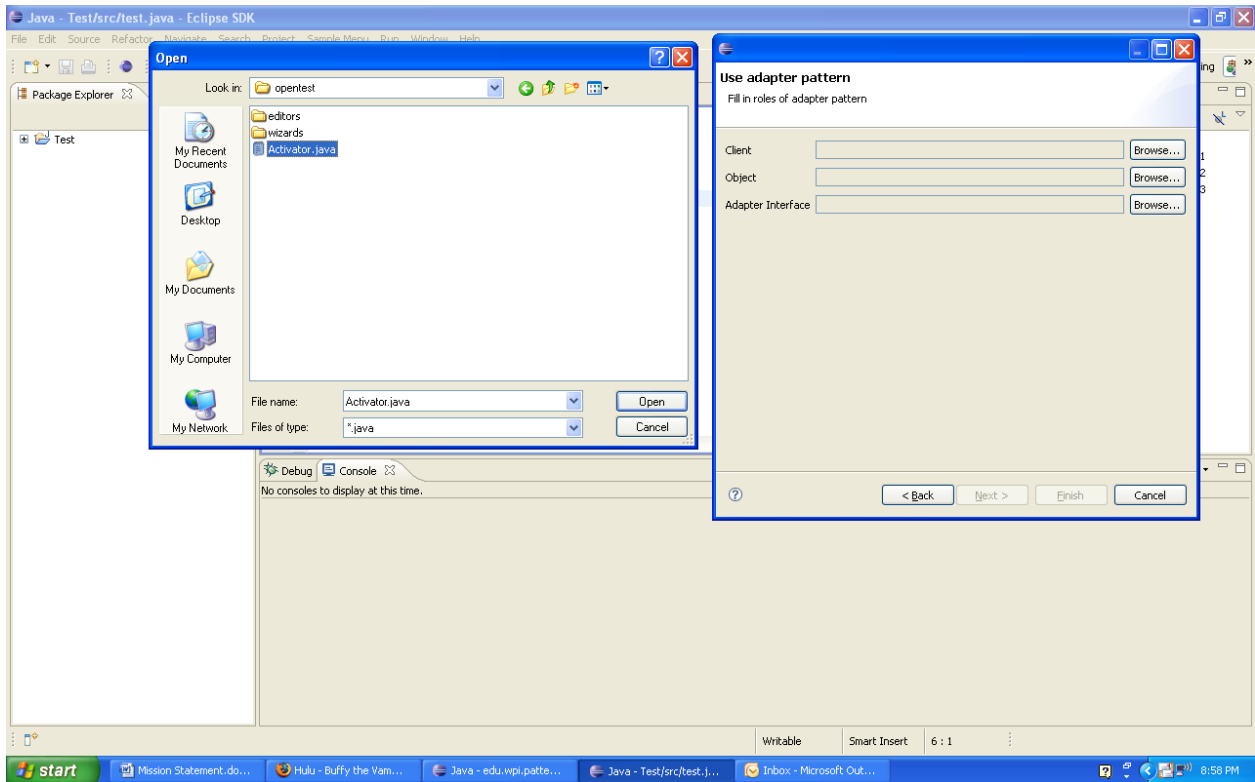 Java - Test/src/test.java - Eclipse SDK
File Edit Source Refactor Navigate Search Project Sample Menu Run Window Help
Package Explorer
Test
Open
Look in:
opentest
editors
wizards
Activator.java
My Recent
Documents
Desktop
My Documents
My Computer
My Network
File name:
Activator.java
Open
Files of type:
*.java
Cancel
Use adapter pattern
Fill in roles of adapter pattern
Client
Browse...
Object
Browse...
Adapter Interface
Browse...
< Back
Next >
Finish
Cancel
ing
»
1
2
3
Debug
Console
No consoles to display at this time.
Writable
Smart Insert
6 : 1
start
Mission Statement.do...
Hulu - Buffy the Vam...
Java - edu.wpi.patte...
Java - Test/src/test.j...
Inbox - Microsoft Out...
8:58 PM